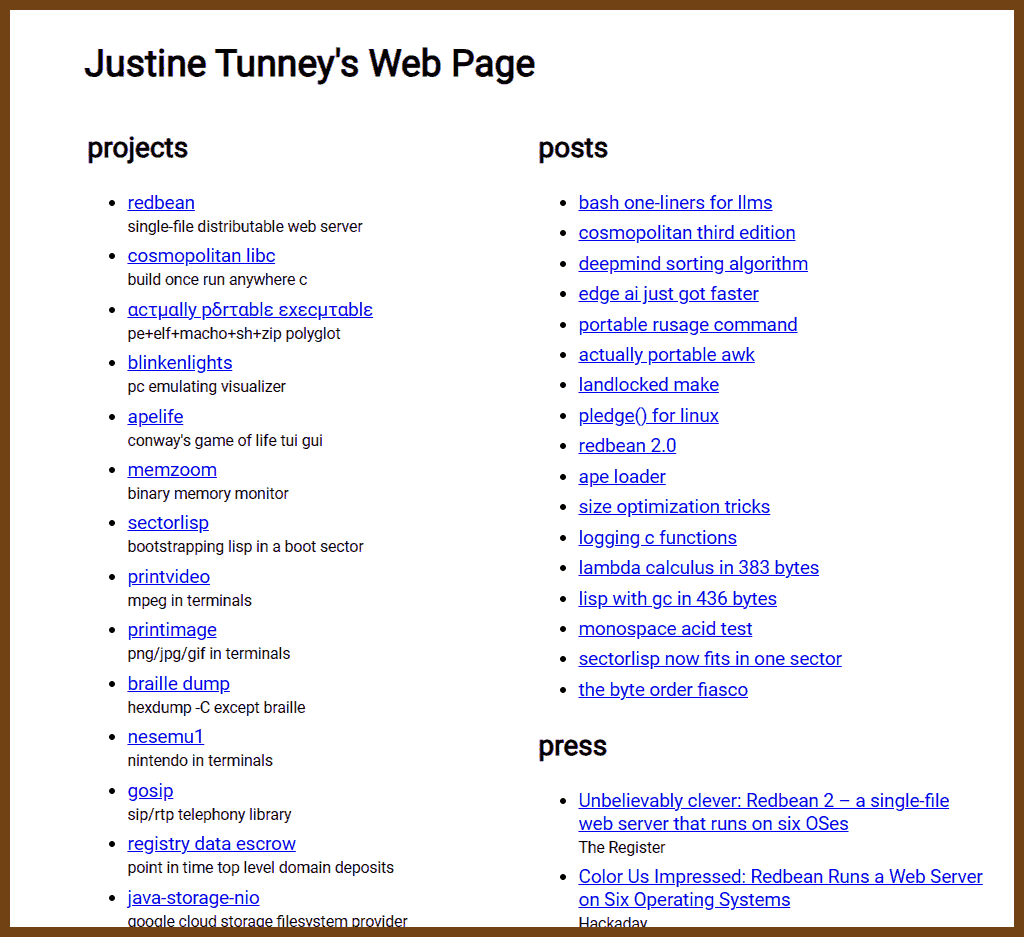 Justine Tunney's Web Page
projects
redbean
single-file distributable web server
cosmopolitan libc
build once run anywhere c
αcτµαlly pδrταblε εxεcµταblε
pe+elf+macho+sh+zip polyglot
blinkenlights
pc emulating visualizer
apelife
conway's game of life tui gui
memzoom
binary memory monitor
sectorlisp
bootstrapping lisp in a boot sector
printvideo
mpeg in terminals
printimage
png/jpg/gif in terminals
braille dump
hexdump -C except braille
nesemu1
nintendo in terminals
gosip
sip/rtp telephony library
registry data escrow
point in time top level domain deposits
java-storage-nio
google cloud storage filesystem provider
posts
bash one-liners for llms
cosmopolitan third edition
deepmind sorting algorithm
edge ai just got faster
portable rusage command
actually portable awk
landlocked make
pledge() for linux
redbean 2.0
ape loader
size optimization tricks
logging c functions
lambda calculus in 383 bytes
lisp with gc in 436 bytes
monospace acid test
sectorlisp now fits in one sector
the byte order fiasco
press
Unbelievably clever: Redbean 2 – a single-file
web server that runs on six OSes
The Register
Color Us Impressed: Redbean Runs a Web Server
on Six Operating Systems
Hackaday